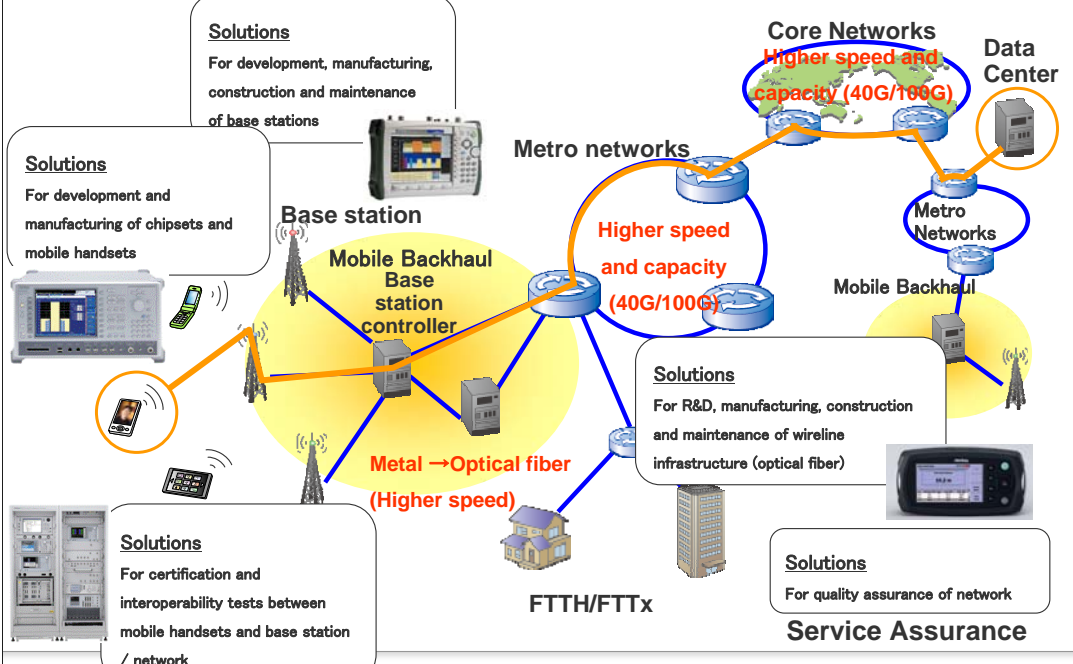 Solutions
For development, manufacturing,
construction and maintenance
of base stations
Core Networks
Higher speed and
capacity (40G/100G)
Data
Center
Solutions
For development and
manufacturing of chipsets and
mobile handsets
Metro networks
Base station
Higher speed
and capacity
(40G/100G)
Metro
Networks
Mobile Backhaul
Base
station
controller
Mobile Backhaul
Solutions
For R&D, manufacturing, construction
and maintenance of wireline
infrastructure (optical fiber)
Metal →Optical fiber
(Higher speed)
Solutions
For certification and
interoperability tests between
mobile handsets and base station
/ network
FTTH/FTTx
Solutions
For quality assurance of network
Service Assurance